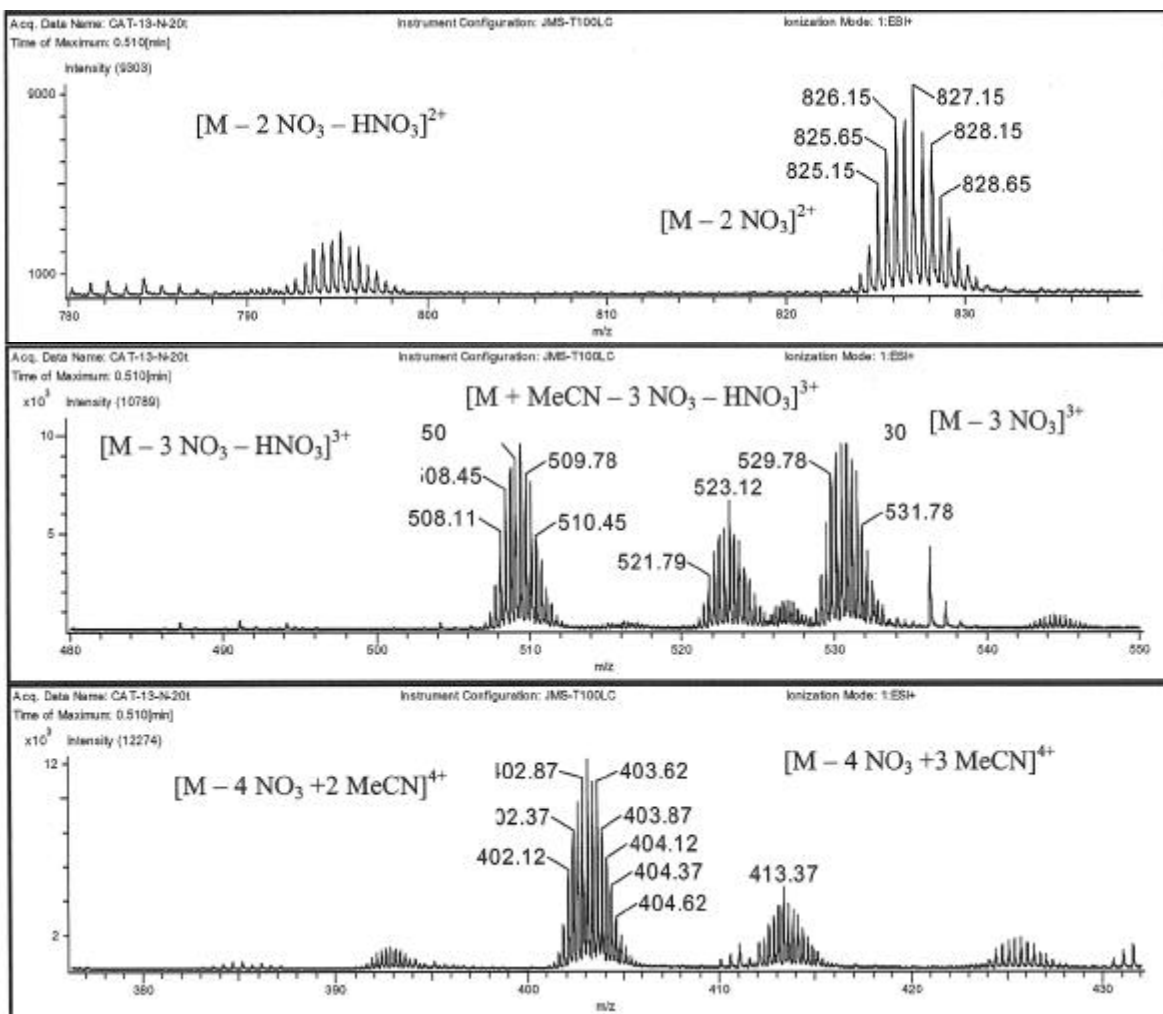 Acq. Data Name: CAT-13-N-20t Instrument Configuration: JMS-T100LC Ionization Mode: 1:ESI+
Time of Maximum: 0.510[min]
Intensity (9303)
9000
[M – 2 NO3 – HNO3]2+
826.15
827.15
825.65
828.15
825.15
828.65
[M – 2 NO3]2+
1000
780 790 800 810 820 830
m/z
Acq. Data Name: CAT-13-N-20t Instrument Configuration: JMS-T100LC Ionization Mode: 1:ESI+
Time of Maximum: 0.510[min]
x10³ Intensity (10789)
[M + MeCN – 3 NO3 – HNO3]3+
10
[M – 3 NO3 – HNO3]3+
50
30
[M – 3 NO3]3+
508.45
509.78
529.78
523.12
508.11
510.45
531.78
5
521.79
480 490 500 510 520 530 540 550
m/z
Acq. Data Name: CAT-13-N-20t Instrument Configuration: JMS-T100LC Ionization Mode: 1:ESI+
Time of Maximum: 0.510[min]
x10³ Intensity (12274)
12
[M – 4 NO3 +2 MeCN]4+
[M – 4 NO3 +3 MeCN]4+
402.87
403.62
02.37
403.87
404.12
402.12
404.37
413.37
404.62
2
380 390 400 410 420 430
m/z